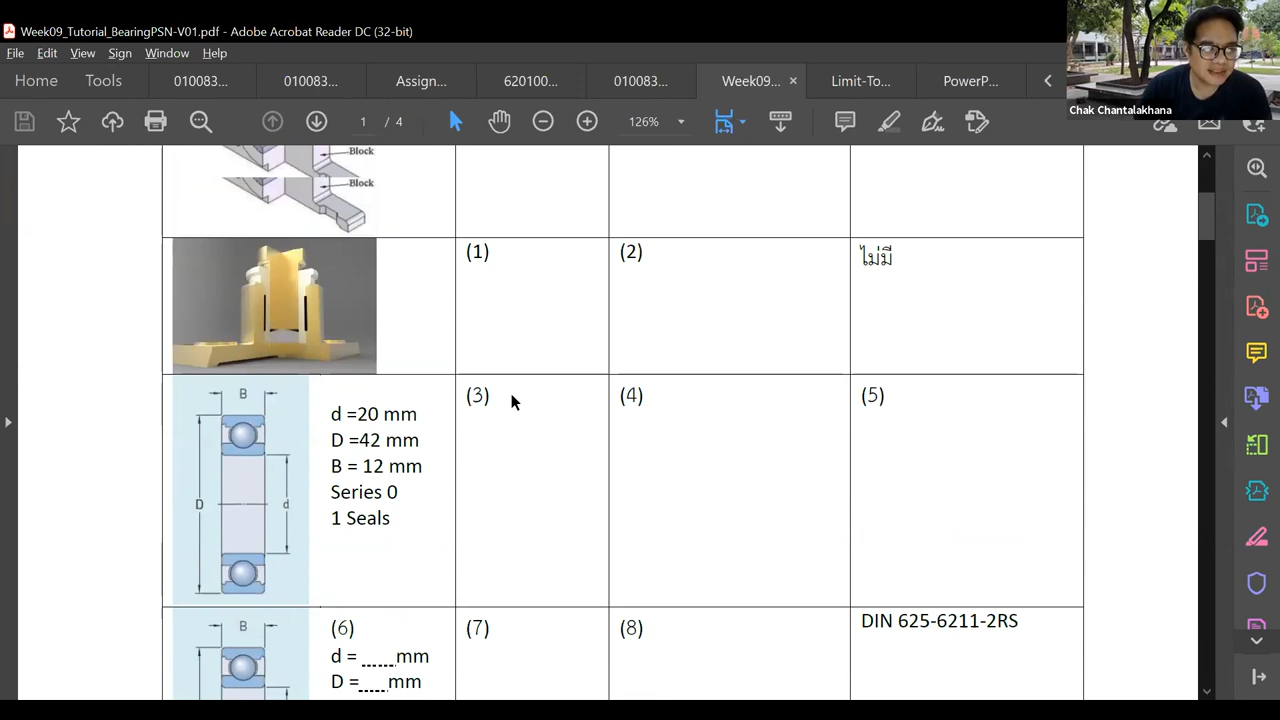 Week09_Tutorial_BearingPSN-V01.pdf - Adobe Acrobat Reader DC (32-bit)
File Edit View Sign Window Help
Home Tools 010083... 010083... Assign... 620100... 010083... Week09... Limit-To... PowerP...
Chak Chantalakhana
1 / 4 126%
Block
Block
(1) (2) ไม่มี
(3) (4) (5)
B
d =20 mm
D =42 mm
B = 12 mm
Series 0
1 Seals
D d
(6) (7) (8) DIN 625-6211-2RS
B
d = ......mm
D =.....mm